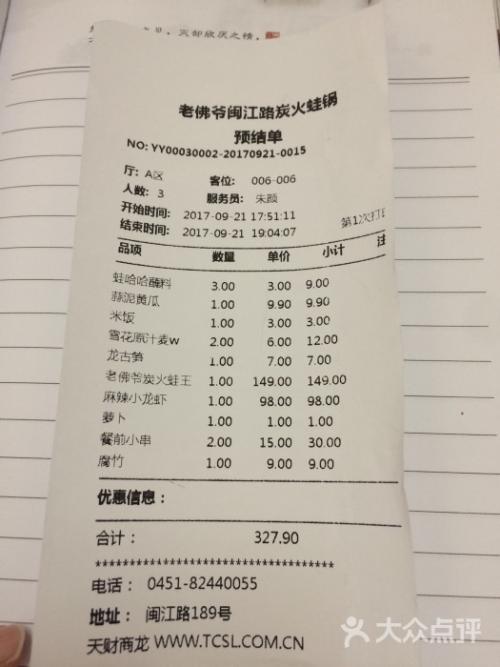 灾部欣厌之情,
老佛爷闽江路炭火蛙锅
预结单
NO: YY00030002-20170921-0015
厅: A区 客位: 006-006
人数: 3 服务员: 朱颜
开始时间: 2017-09-21 17:51:11 第1次打
结束时间: 2017-09-21 19:04:07
品项 数量 单价 小计 注
蛙哈哈蘸料 3.00 3.00 9.00
蒜泥黄瓜 1.00 9.90 9.90
米饭 1.00 3.00 3.00
雪花原汁麦w 2.00 6.00 12.00
龙古笋 1.00 7.00 7.00
老佛爷炭火蛙王 1.00 149.00 149.00
麻辣小龙虾 1.00 98.00 98.00
萝卜 1.00 1.00 1.00
餐前小串 2.00 15.00 30.00
腐竹 1.00 9.00 9.00
优惠信息:
合计: 327.90
************************************
电话: 0451-82440055
地址: 闽江路189号
天财商龙 WWW.TCSL.COM.CN
大众点评